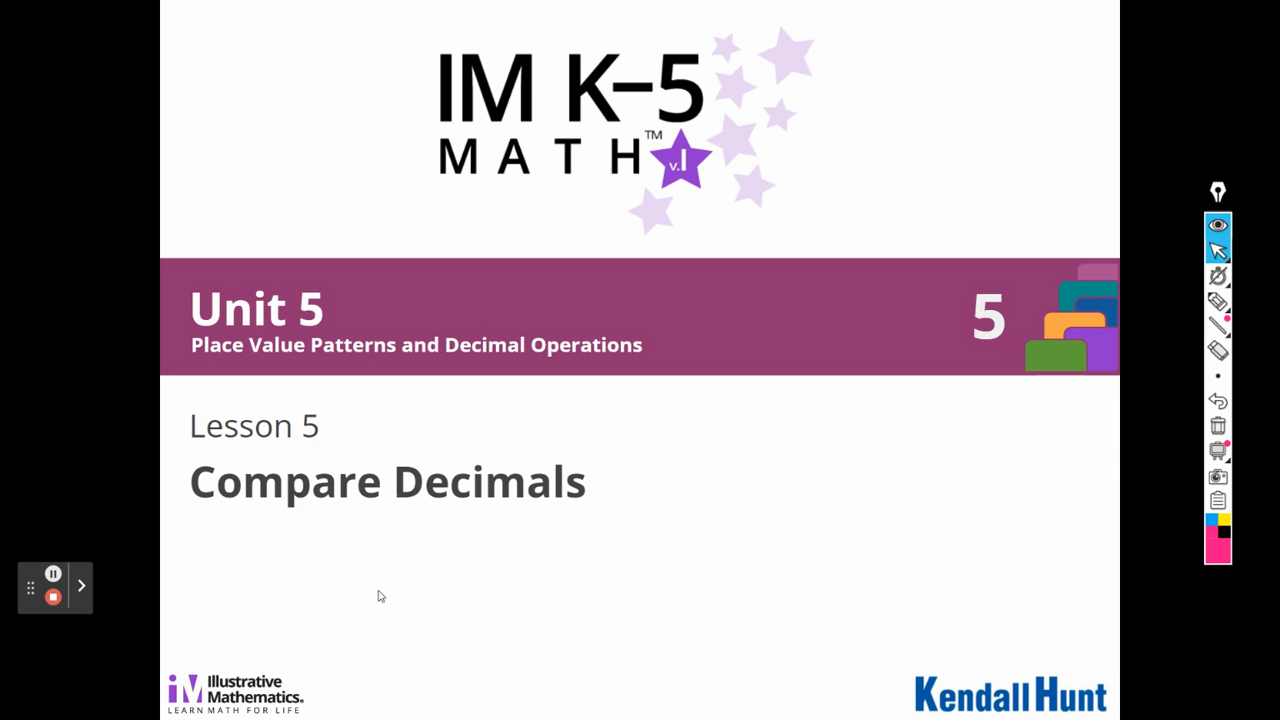 IM K–5
MATH™
v.I
Unit 5
Place Value Patterns and Decimal Operations
5
Lesson 5
Compare Decimals
iM Illustrative
Mathematics.
LEARN MATH FOR LIFE
Kendall Hunt